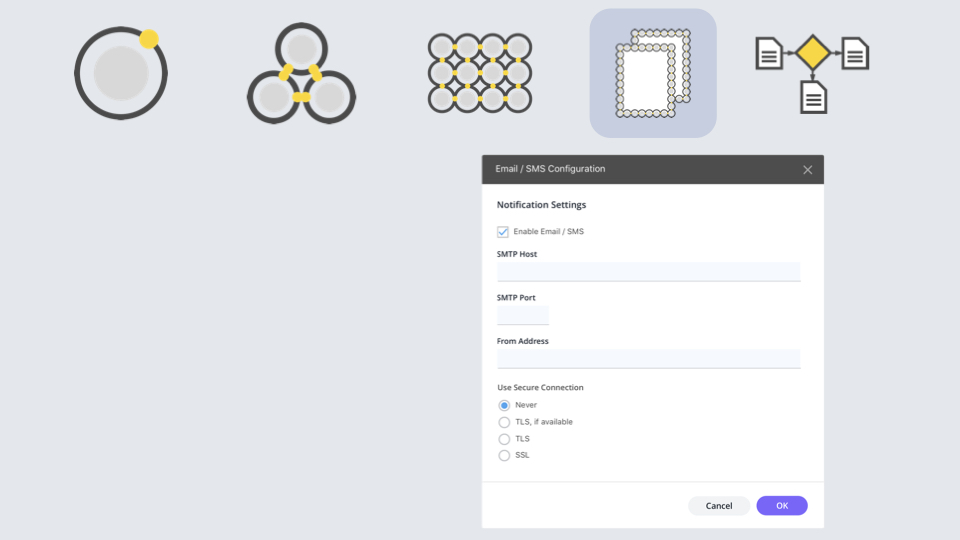 Email / SMS Configuration
Notification Settings
Enable Email / SMS
SMTP Host
SMTP Port
From Address
Use Secure Connection
Never
TLS, if available
TLS
SSL
Cancel OK